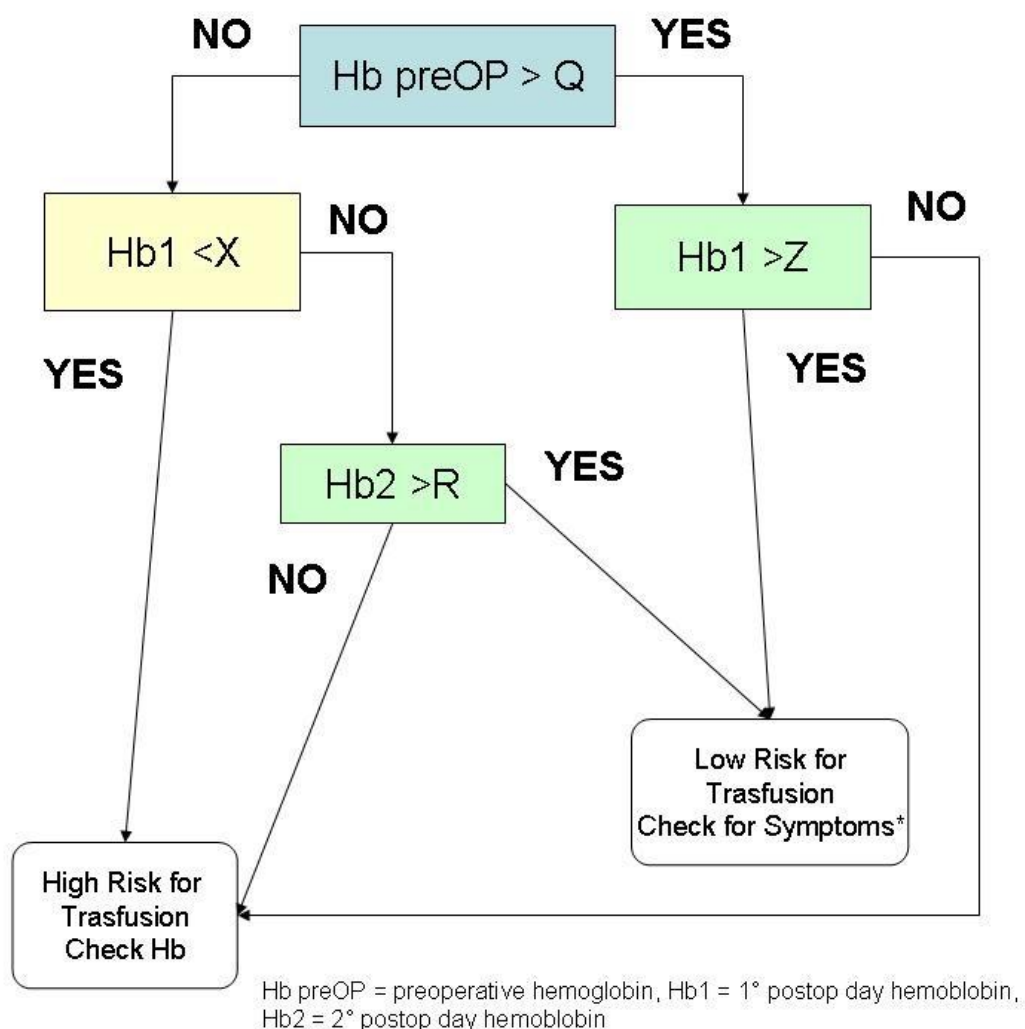 NO
YES
Hb preOP > Q
Hb1 <X
NO
Hb1 >Z
NO
YES
YES
Hb2 >R
YES
NO
Low Risk for
Trasfusion
Check for Symptoms*
High Risk for
Trasfusion
Check Hb
Hb preOP = preoperative hemoglobin, Hb1 = 1° postop day hemoblobin,
Hb2 = 2° postop day hemoblobin